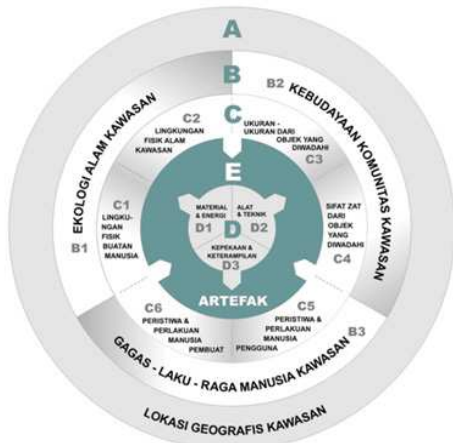 A
B
B2
KEBUDAYAAN KOMUNITAS KAWASAN
EKOLOGI ALAM KAWASAN
B1
C
C2
LINGKUNGAN
FISIK ALAM
KAWASAN
UKURAN -
UKURAN DARI
OBJEK YANG
DIWADAHI
C3
C1
LINGKU-
NGAN
FISIK
BUATAN
MANUSIA
SIFAT ZAT
DARI
OBJEK
YANG
DIWADAHI
C4
E
MATERIAL
& ENERGI
D1
ALAT &
TEKNIK
D2
D
KEPEKAAN &
KETERAMPILAN
D3
ARTEFAK
C6
PERISTIWA &
PERLAKUAN
MANUSIA
PEMBUAT
C5
PERISTIWA &
PERLAKUAN
MANUSIA
PENGGUNA
B3
GAGAS - LAKU - RAGA MANUSIA KAWASAN
LOKASI GEOGRAFIS KAWASAN